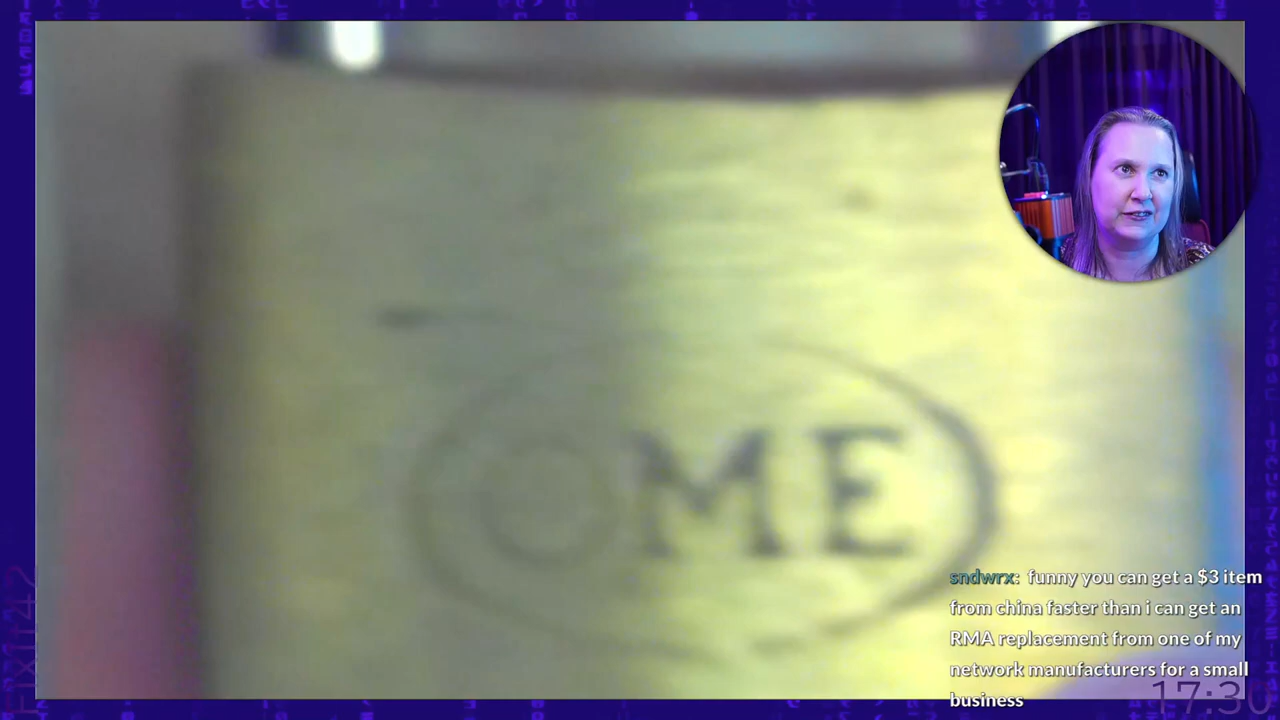 OME
sndwrx: funny you can get a $3 item
from china faster than i can get an
RMA replacement from one of my
network manufacturers for a small
business
17:30
Fix1t42